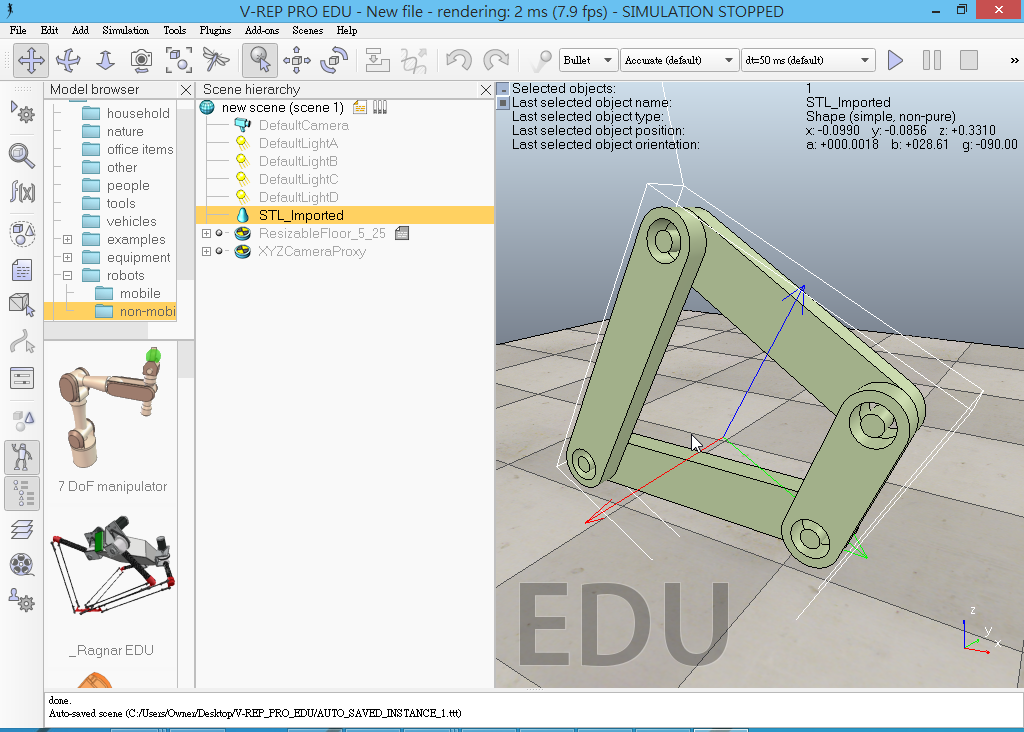 V-REP PRO EDU - New file - rendering: 2 ms (7.9 fps) - SIMULATION STOPPED
File Edit Add Simulation Tools Plugins Add-ons Scenes Help
Bullet Accurate (default) dt=50 ms (default) »
Model browser
household
nature
office items
other
people
tools
vehicles
examples
equipment
robots
mobile
non-mobi
7 DoF manipulator
_Ragnar EDU
Scene hierarchy
new scene (scene 1)
DefaultCamera
DefaultLightA
DefaultLightB
DefaultLightC
DefaultLightD
STL_Imported
ResizableFloor_5_25
XYZCameraProxy
Selected objects: 1
Last selected object name: STL_Imported
Last selected object type: Shape (simple, non-pure)
Last selected object position: x: -0.0990 y: -0.0856 z: +0.3310
Last selected object orientation: a: +000.0018 b: +028.61 g: -090.00
f(x)
EDU
z
y
x
done.
Auto-saved scene (C:/Users/Owner/Desktop/V-REP_PRO_EDU/AUTO_SAVED_INSTANCE_1.ttt)